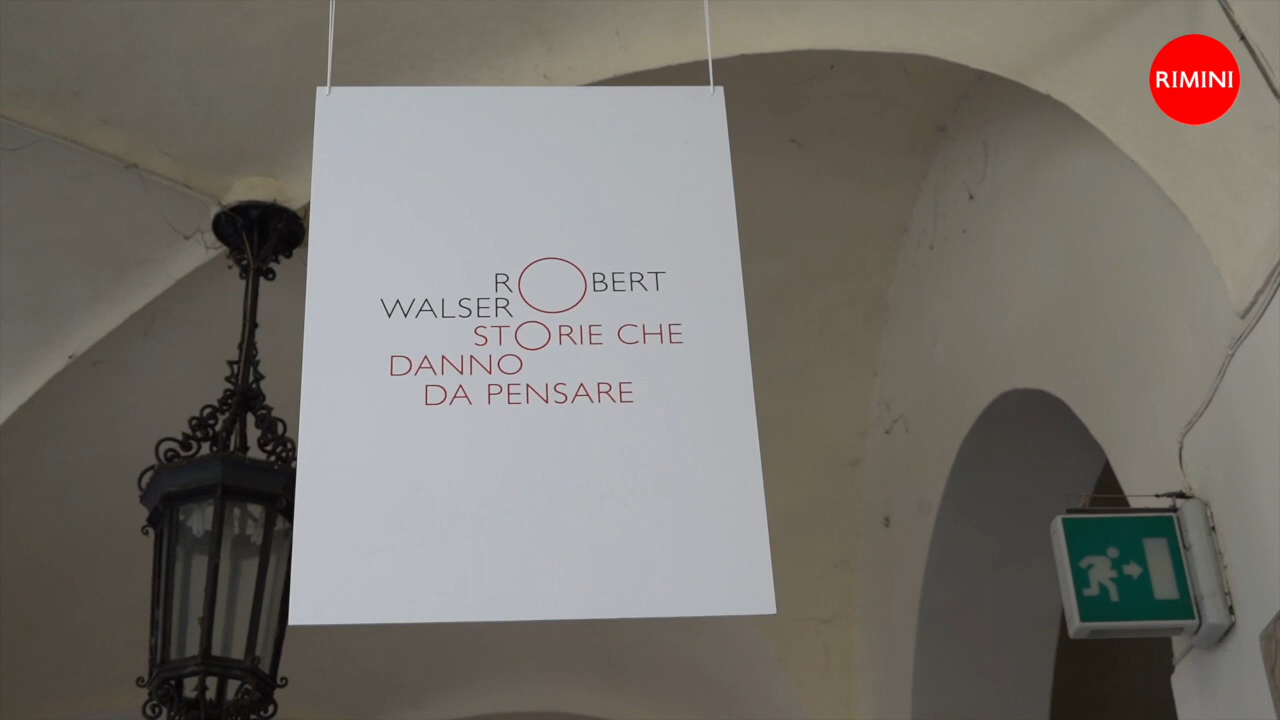 RIMINI
ROBERT
WALSER
STORIE CHE
DANNO
DA PENSARE